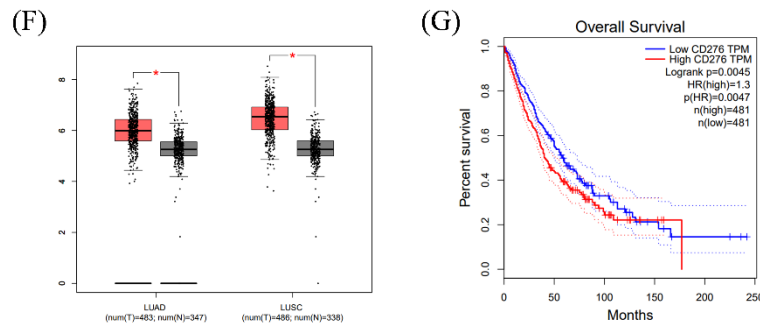 (F)
*
*
8
6
4
2
0
LUAD
(num(T)=483; num(N)=347)
LUSC
(num(T)=486; num(N)=338)
(G)
Overall Survival
Low CD276 TPM
High CD276 TPM
Logrank p=0.0045
HR(high)=1.3
p(HR)=0.0047
n(high)=481
n(low)=481
Percent survival
1.0
0.8
0.6
0.4
0.2
0.0
0 50 100 150 200 250
Months